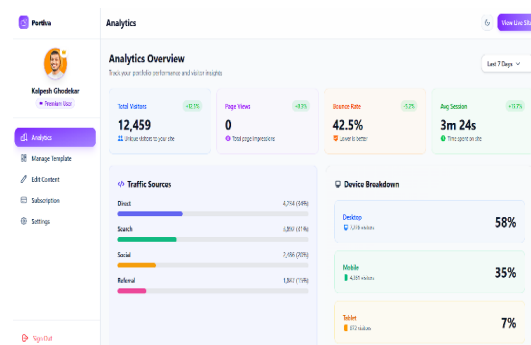 Portiva
Analytics
View Live Site
Kalpesh Ghodekar
Premium User
Analytics
Manage Template
Edit Content
Subscription
Settings
Sign Out
Analytics Overview
Track your portfolio performance and visitor insights
Last 7 Days
Total Visitors
12,459
Unique visitors to your site
Page Views
0
Total page impressions
Bounce Rate
42.5%
Lower is better
Avg Session
3m 24s
Time spent on site
</> Traffic Sources
Direct
Search
Social
Referral
Device Breakdown
Desktop
58%
Mobile
35%
Tablet
7%